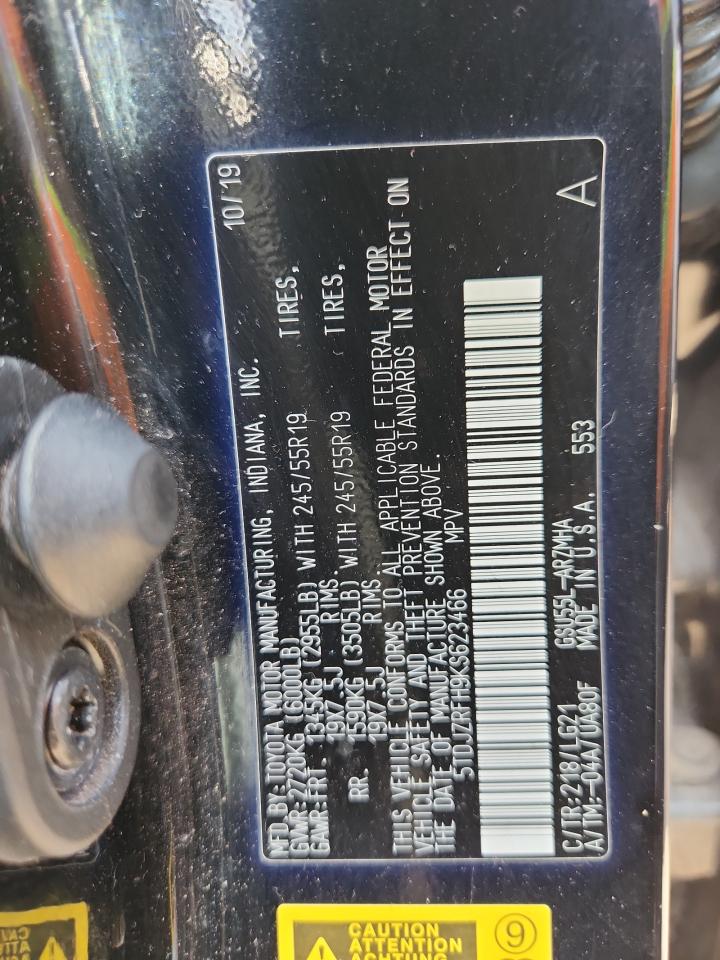 MFD.BY:TOYOTA MOTOR MANUFACTURING, INDIANA, INC. 10/19
GVWR:2720KG (6000LB)
GAWR:FRT. 1345KG (2955LB) WITH 245/55R19 TIRES,
19X7.5J RIMS
RR. 1590KG (3505LB) WITH 245/55R19 TIRES,
19X7.5J RIMS
THIS VEHICLE CONFORMS TO ALL APPLICABLE FEDERAL MOTOR
VEHICLE SAFETY AND THEFT PREVENTION STANDARDS IN EFFECT ON
THE DATE OF MANUFACTURE SHOWN ABOVE.
5TDJZRFH9KS623466 MPV
C/TR:218/LG21 GSU55L-ARZMHA A
A/TM:-04A/UA80F MADE IN U.S.A. 553
CAUTION
ATTENTION
9